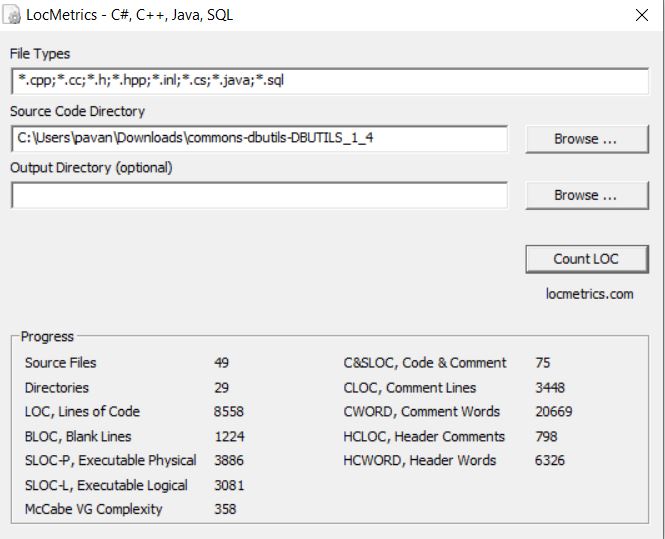 LocMetrics - C#, C++, Java, SQL
File Types
*.cpp;*.cc;*.h;*.hpp;*.inl;*.cs;*.java;*.sql
Source Code Directory
C:\Users\pavan\Downloads\commons-dbutils-DBUTILS_1_4
Browse ...
Output Directory (optional)
Browse ...
Count LOC
locmetrics.com
Progress
Source Files 49
Directories 29
LOC, Lines of Code 8558
BLOC, Blank Lines 1224
SLOC-P, Executable Physical 3886
SLOC-L, Executable Logical 3081
McCabe VG Complexity 358
C&SLOC, Code & Comment 75
CLOC, Comment Lines 3448
CWORD, Comment Words 20669
HCLOC, Header Comments 798
HCWORD, Header Words 6326